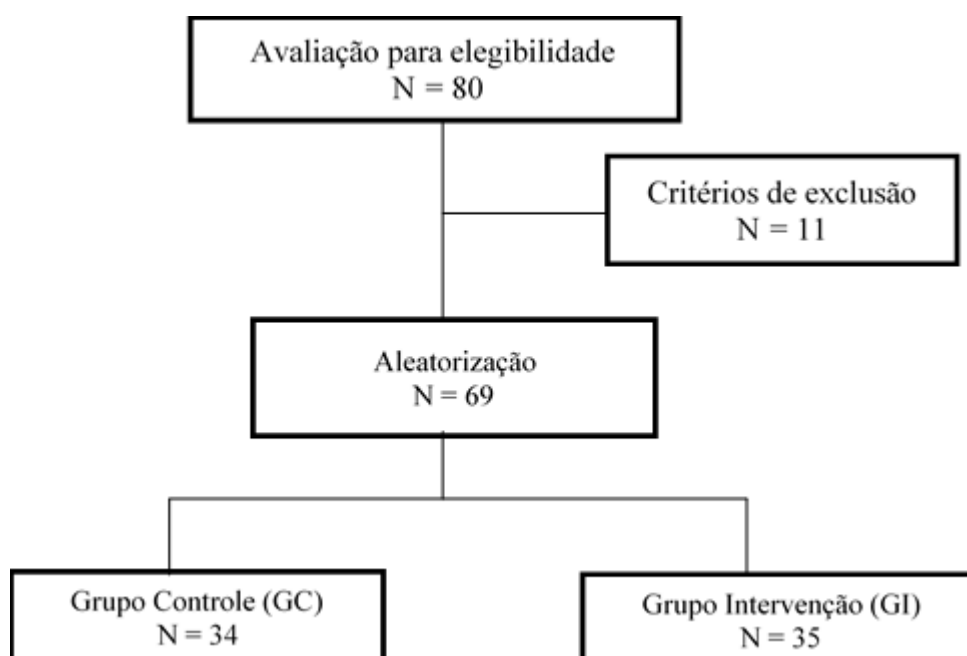 Avaliação para elegibilidade
N = 80
Critérios de exclusão
N = 11
Aleatorização
N = 69
Grupo Controle (GC)
N = 34
Grupo Intervenção (GI)
N = 35